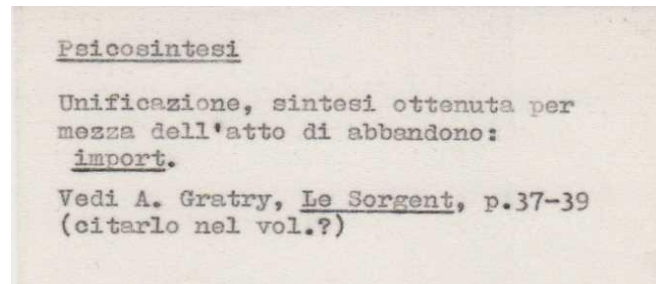 Psicosintesi
Unificazione, sintesi ottenuta per
mezza dell'atto di abbandono:
import.
Vedi A. Gratry, Le Sorgent, p.37-39
(citarlo nel vol.?)